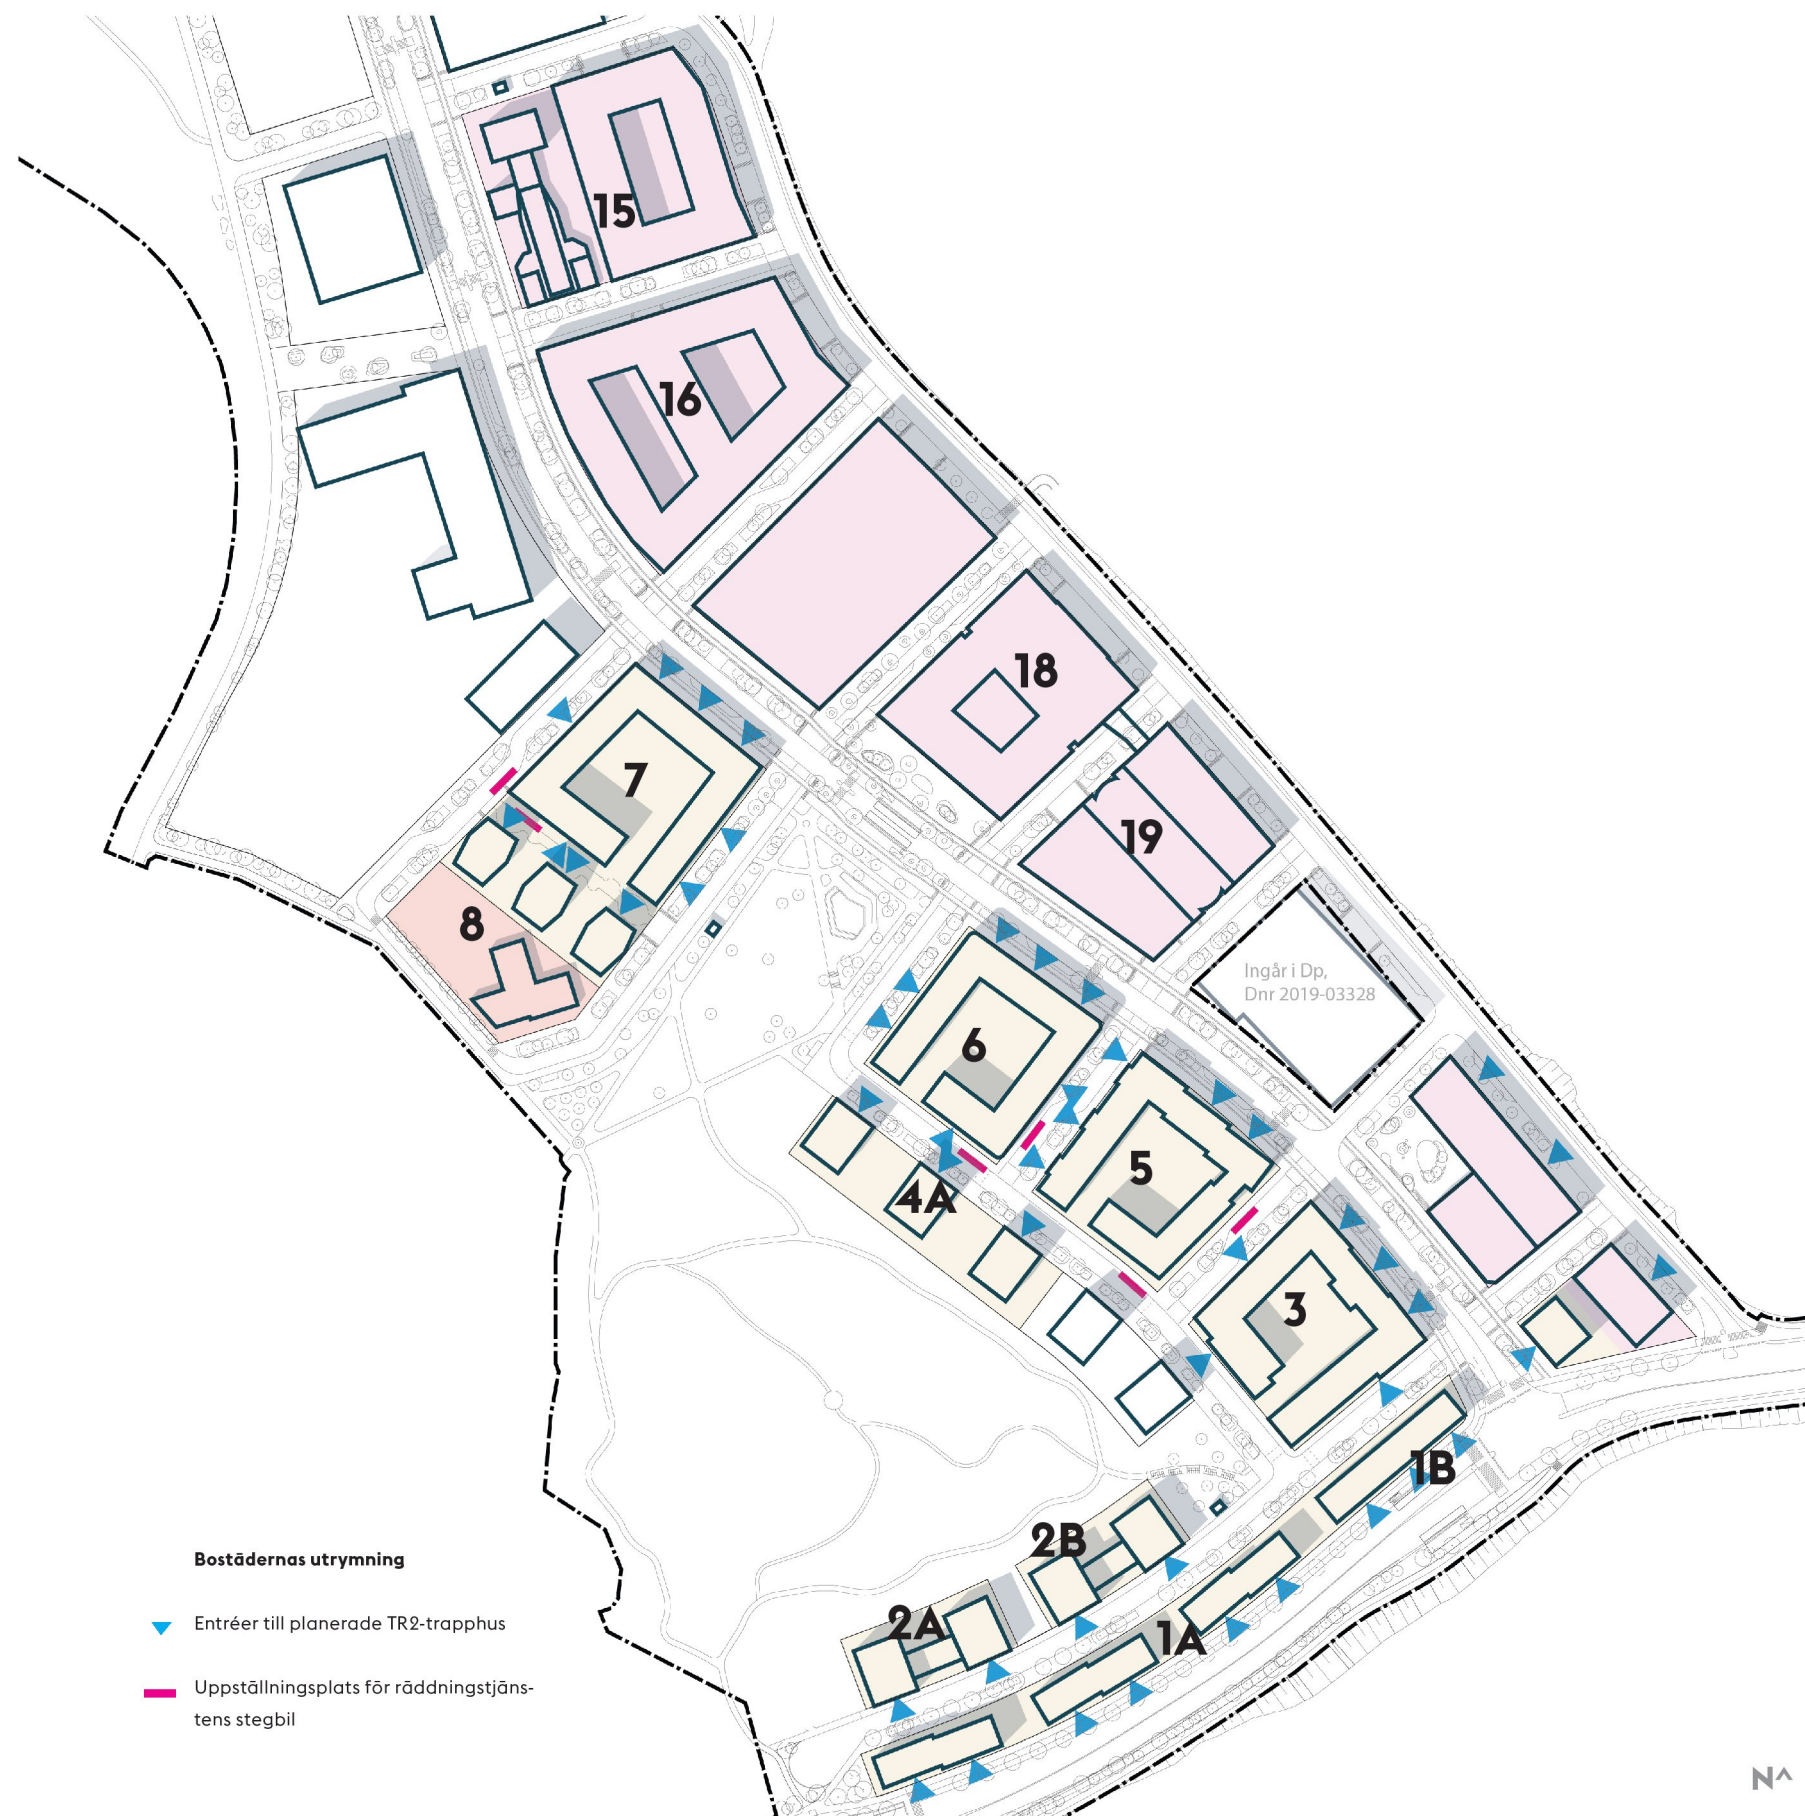 15
16
18
7
19
8
Ingår i Dp,
Dnr 2019-03328
6
5
4A
3
1B
2B
2A
1A
Bostädernas utrymning
Entréer till planerade TR2-trapphus
Uppställningsplats för räddningstjäns-
tens stegbil
N^